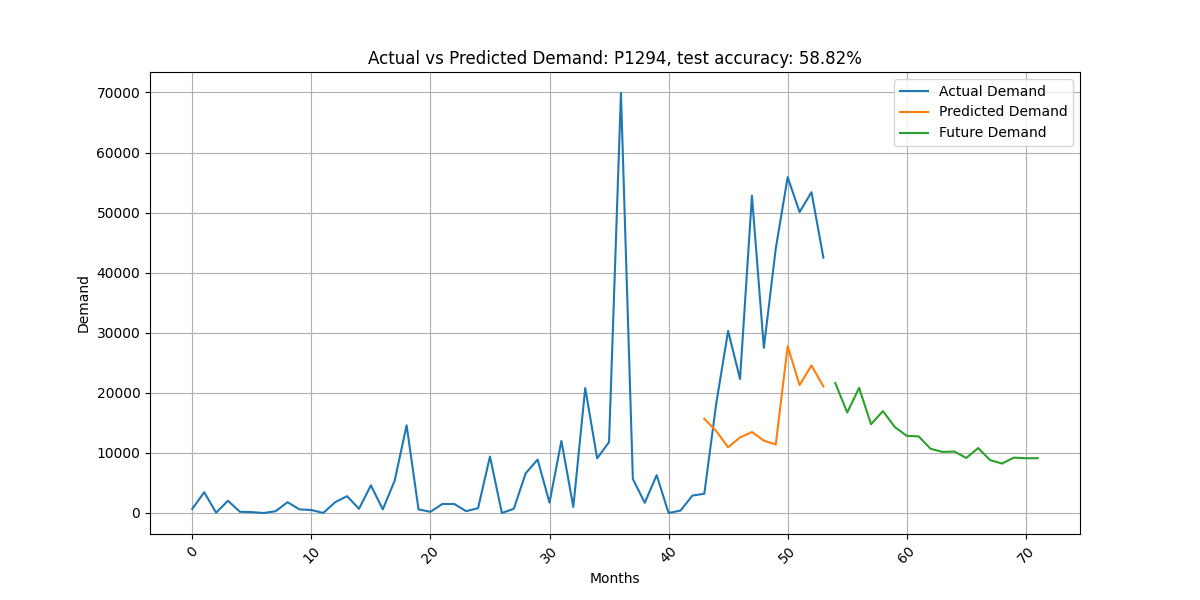 Actual vs Predicted Demand: P1294, test accuracy: 58.82%
Actual Demand
Predicted Demand
Future Demand
70000
60000
50000
40000
30000
20000
10000
0
Demand
0
10
20
30
40
50
60
70
Months